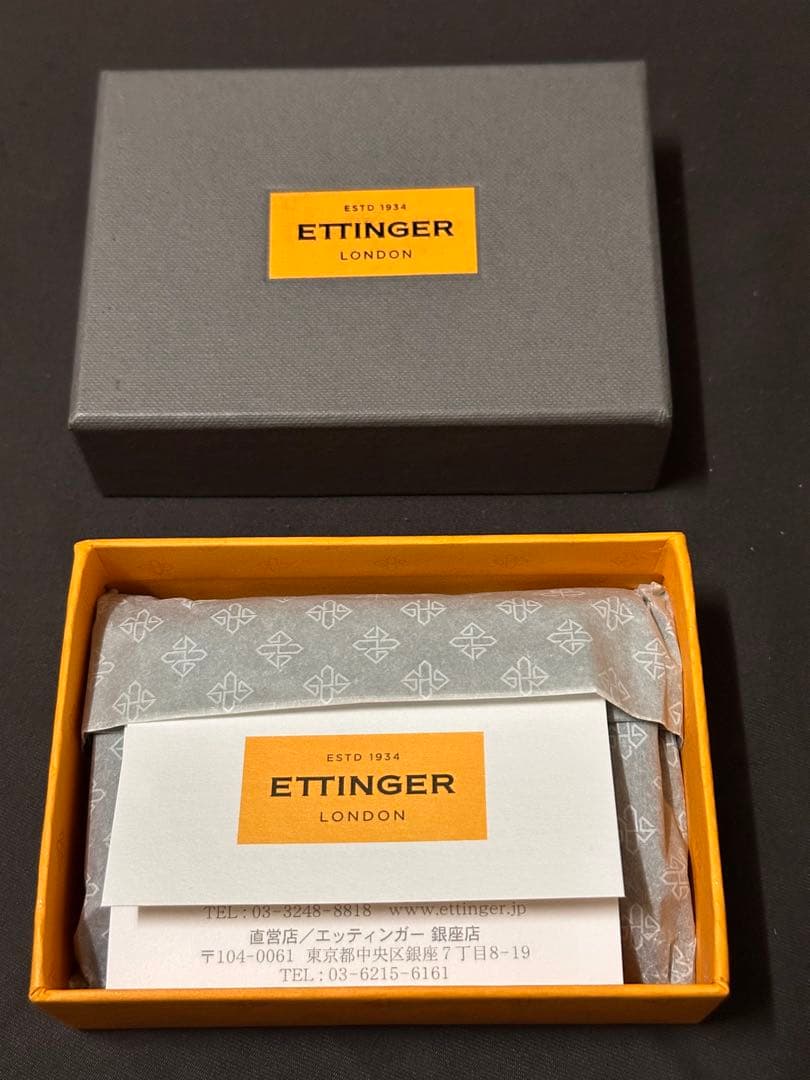 ESTD 1934
ETTINGER
LONDON
ESTD 1934
ETTINGER
LONDON
TEL:03-3248-8818 www.ettinger.jp
直営店／エッティンガー 銀座店
〒104-0061 東京都中央区銀座７丁目8-19
TEL:03-6215-6161